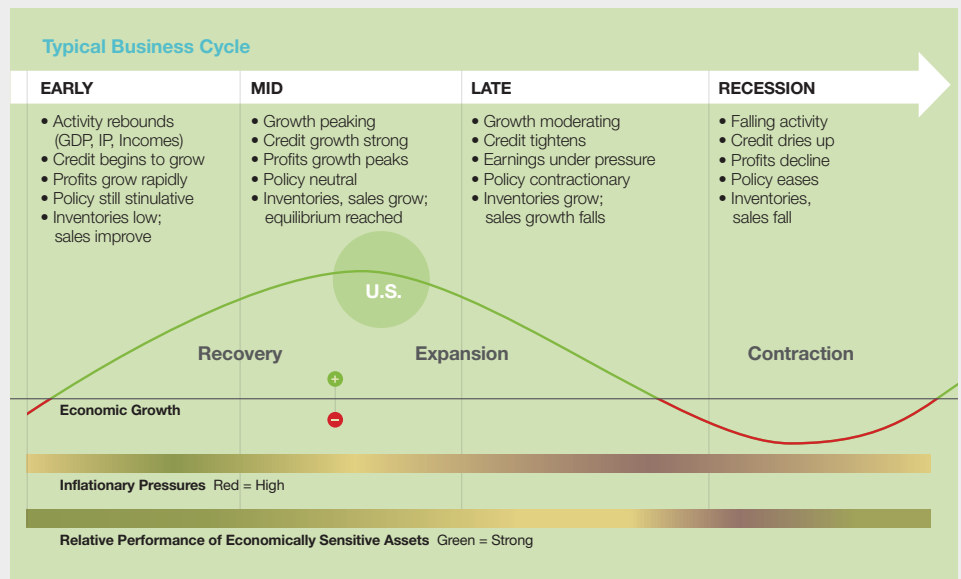 Typical Business Cycle
EARLY
• Activity rebounds
(GDP, IP, Incomes)
• Credit begins to grow
• Profits grow rapidly
• Policy still stinulative
• Inventories low;
sales improve
MID
• Growth peaking
• Credit growth strong
• Profits growth peaks
• Policy neutral
• Inventories, sales grow;
equilibrium reached
LATE
• Growth moderating
• Credit tightens
• Earnings under pressure
• Policy contractionary
• Inventories grow;
sales growth falls
RECESSION
• Falling activity
• Credit dries up
• Profits decline
• Policy eases
• Inventories,
sales fall
U.S.
Recovery
Expansion
Contraction
+
Economic Growth
−
Inflationary Pressures Red = High
Relative Performance of Economically Sensitive Assets Green = Strong